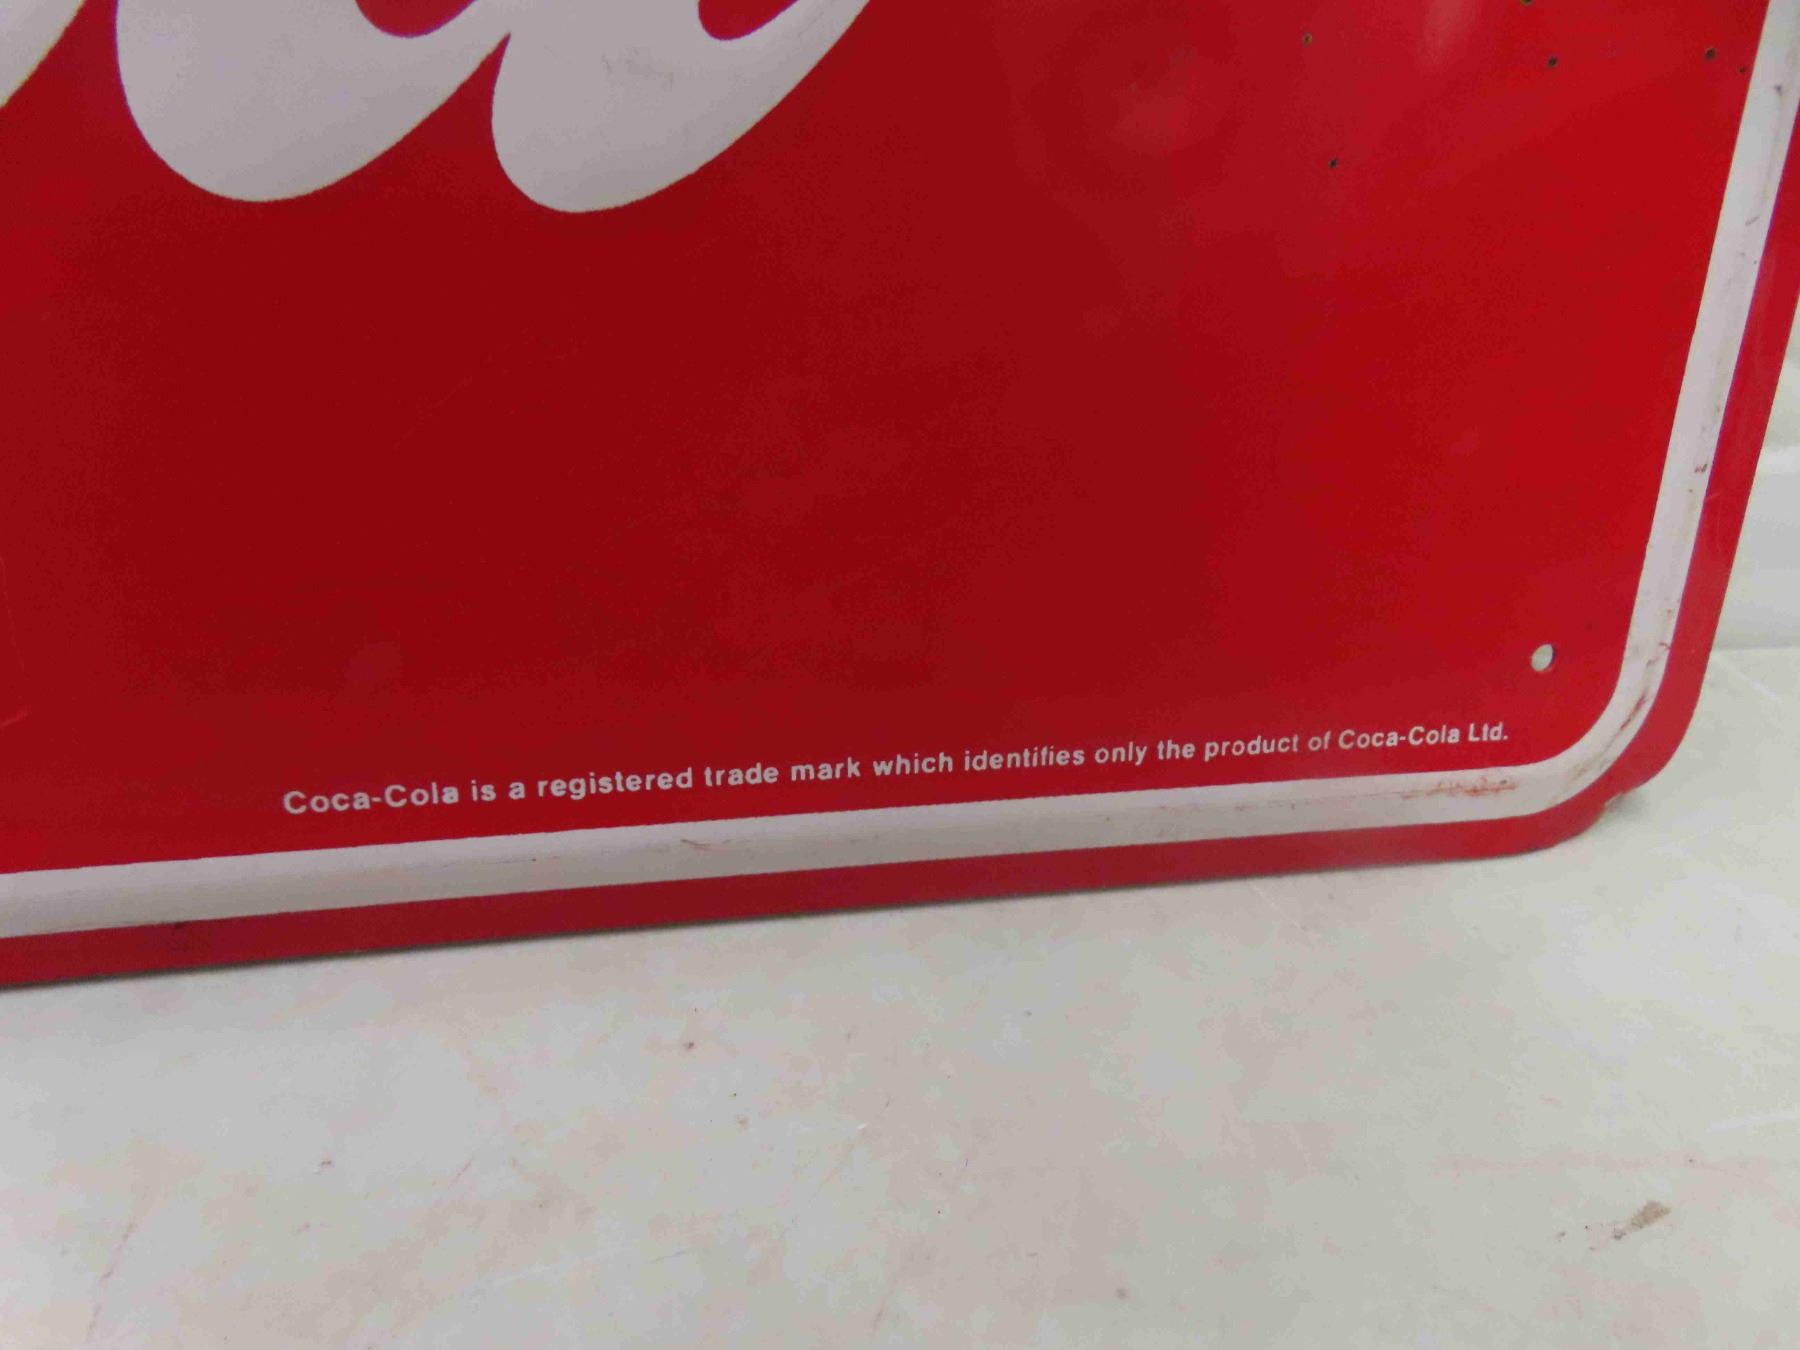 Coca-Cola is a registered trade mark which identifies only the product of Coca-Cola Ltd.